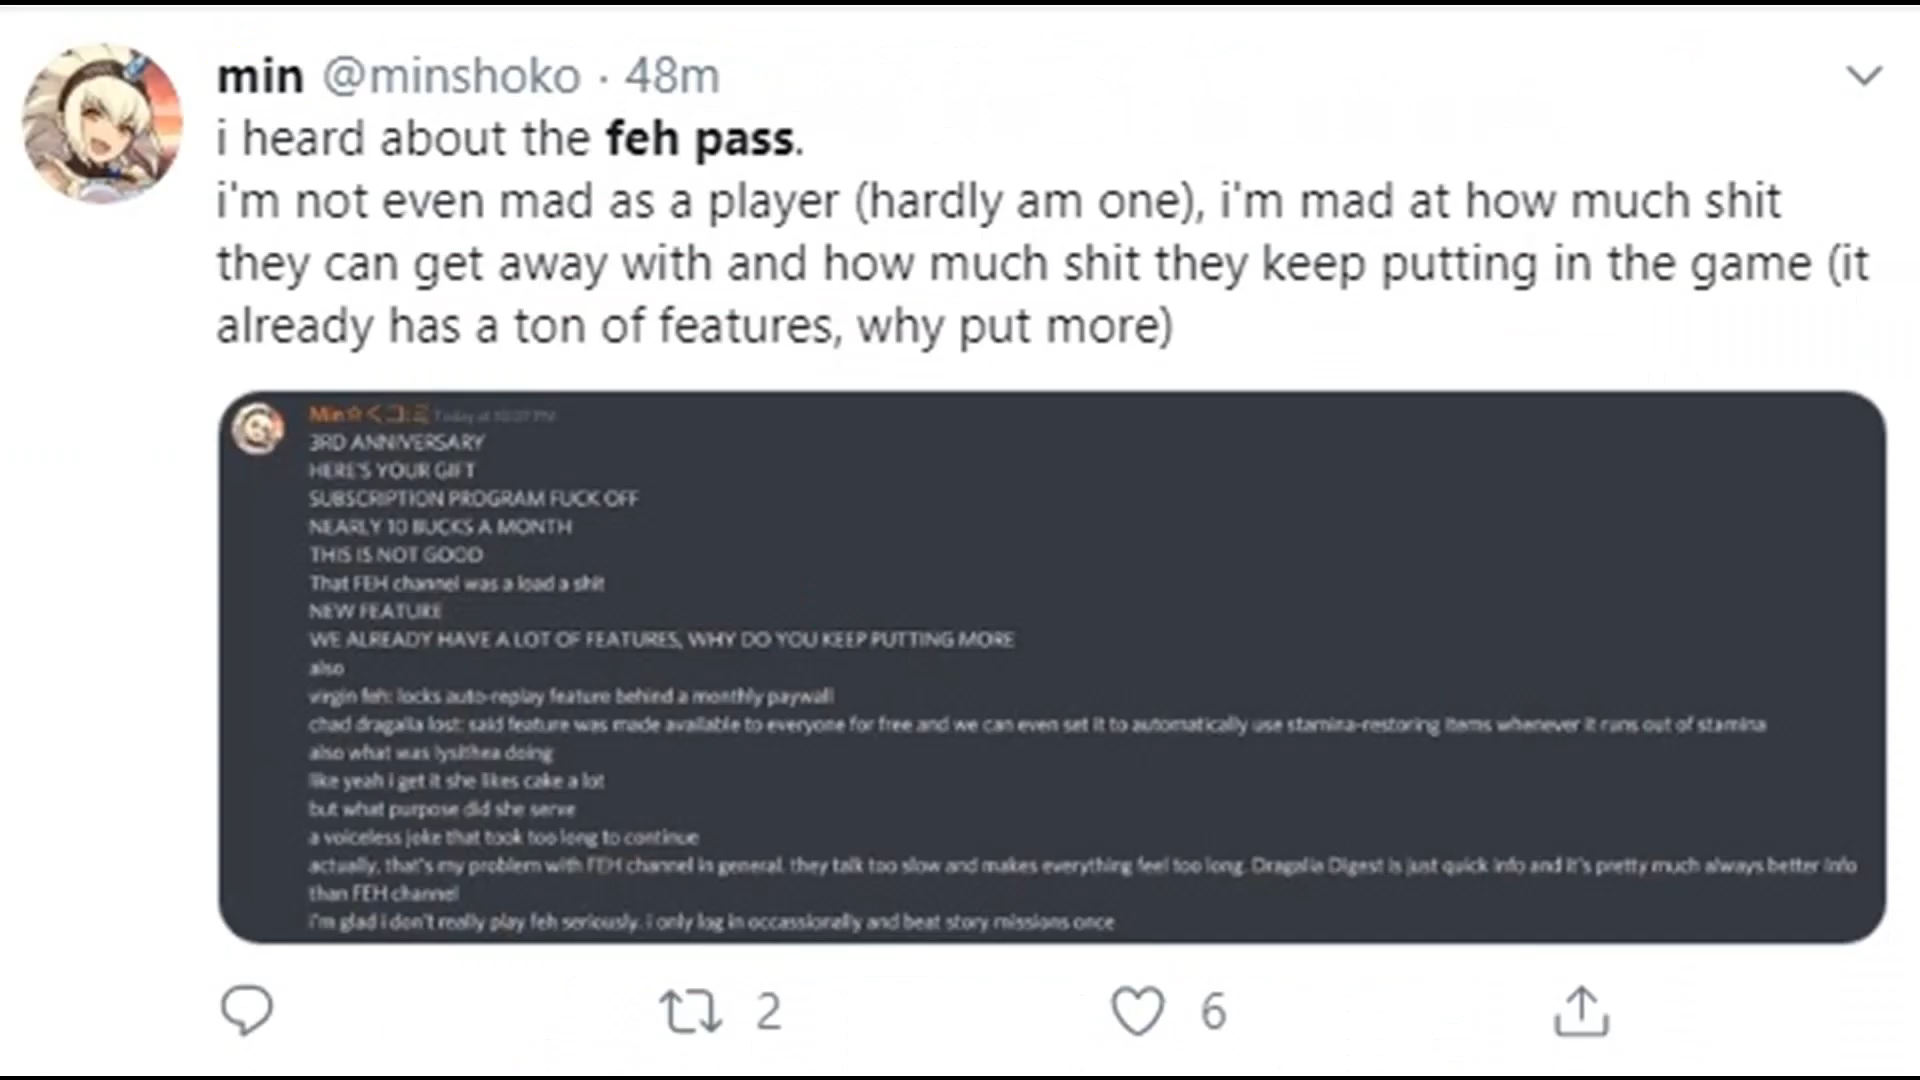 min @minshoko · 48m
i heard about the feh pass.
i'm not even mad as a player (hardly am one), i'm mad at how much shit
they can get away with and how much shit they keep putting in the game (it
already has a ton of features, why put more)
Min☆くコ:彡 Today at 10:07 PM
3RD ANNIVERSARY
HERE'S YOUR GIFT
SUBSCRIPTION PROGRAM FUCK OFF
NEARLY 10 BUCKS A MONTH
THIS IS NOT GOOD
That FEH channel was a load a shit
NEW FEATURE
WE ALREADY HAVE A LOT OF FEATURES, WHY DO YOU KEEP PUTTING MORE
also
virgin feh: locks auto-replay feature behind a monthly paywall
chad dragalia lost: said feature was made available to everyone for free and we can even set it to automatically use stamina-restoring items whenever it runs out of stamina
also what was lysithea doing
like yeah i get it she likes cake a lot
but what purpose did she serve
a voiceless joke that took too long to continue
actually, that's my problem with FEH channel in general. they talk too slow and makes everything feel too long. Dragalia Digest is just quick info and it's pretty much always better info
than FEH channel
i'm glad i don't really play feh seriously. i only log in occassionally and beat story missions once
2
6